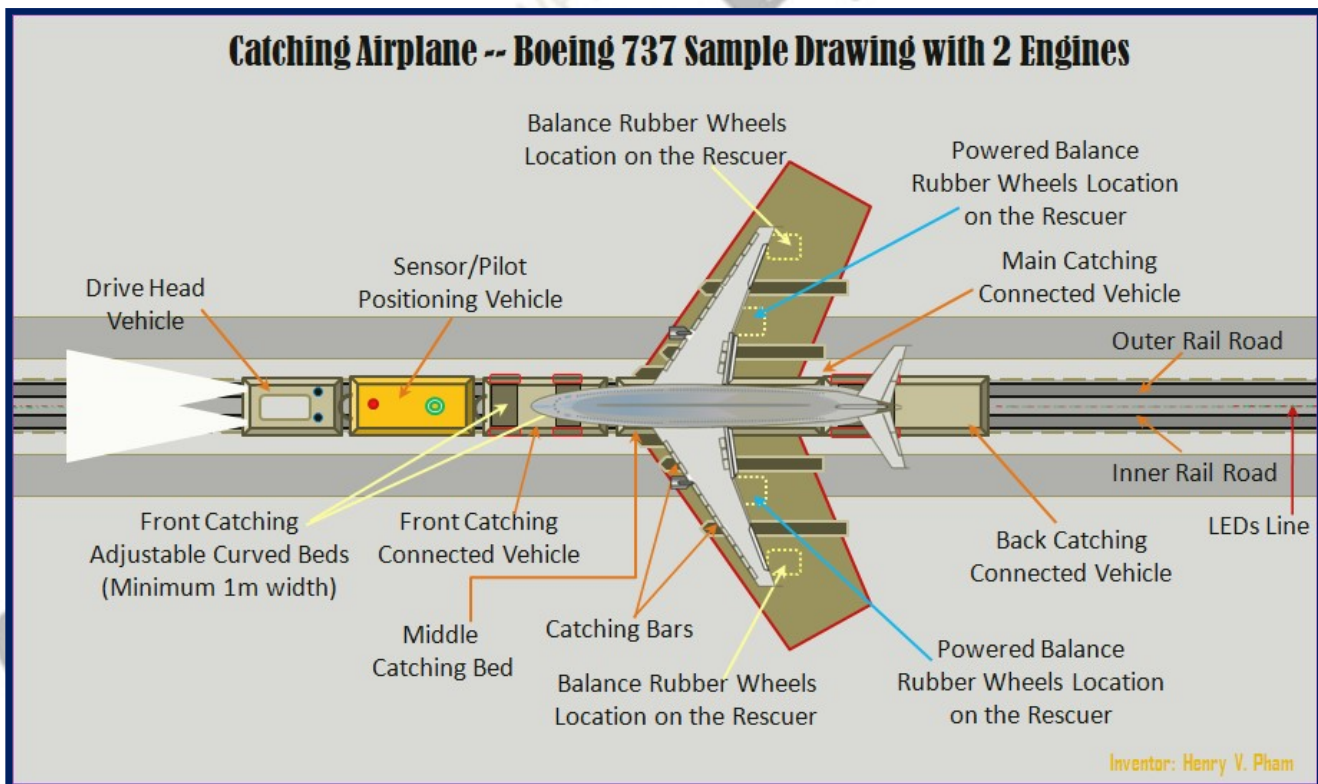 Catching Airplane -- Boeing 737 Sample Drawing with 2 Engines
Balance Rubber Wheels
Location on the Rescuer
Powered Balance
Rubber Wheels Location
on the Rescuer
Sensor/Pilot
Positioning Vehicle
Main Catching
Connected Vehicle
Drive Head
Vehicle
Outer Rail Road
Inner Rail Road
LEDs Line
Front Catching
Adjustable Curved Beds
(Minimum 1m width)
Front Catching
Connected Vehicle
Back Catching
Connected Vehicle
Middle
Catching Bed
Catching Bars
Balance Rubber Wheels
Location on the Rescuer
Powered Balance
Rubber Wheels Location
on the Rescuer
Inventor: Henry V. Pham